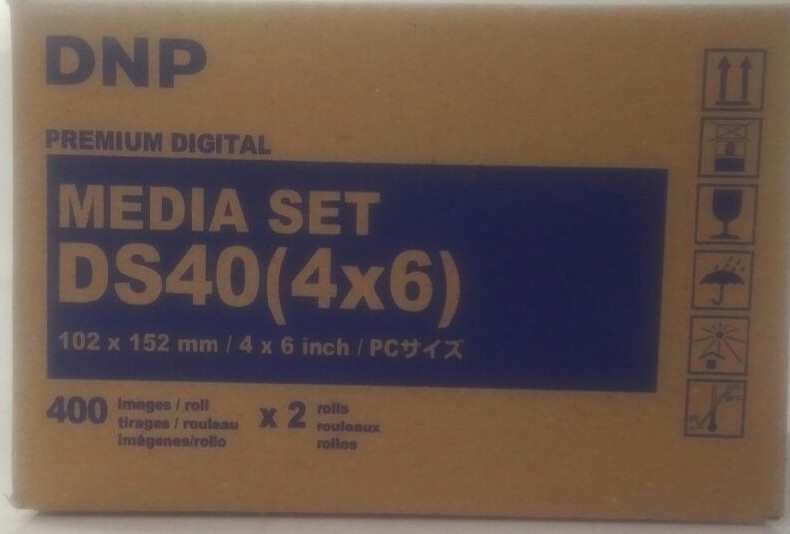 DNP
PREMIUM DIGITAL
MEDIA SET
DS40(4x6)
102 x 152 mm / 4 x 6 inch / PCサイズ
400 images / roll x 2 rolls
tirages / rouleau rouleaux
imégenes/rollo rollos